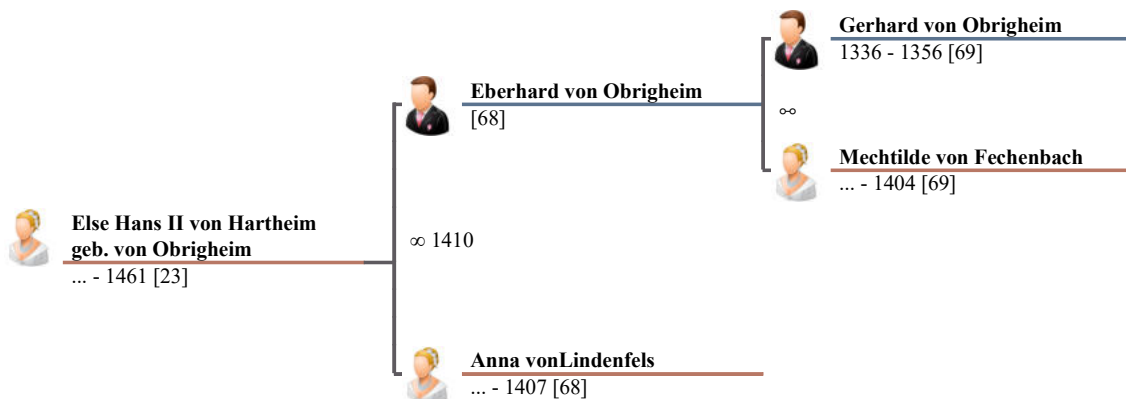 Gerhard von Obrigheim
1336 - 1356 [69]
Eberhard von Obrigheim
[68]
⚯
Mechtilde von Fechenbach
... - 1404 [69]
Else Hans II von Hartheim
geb. von Obrigheim
... - 1461 [23]
∞ 1410
Anna vonLindenfels
... - 1407 [68]